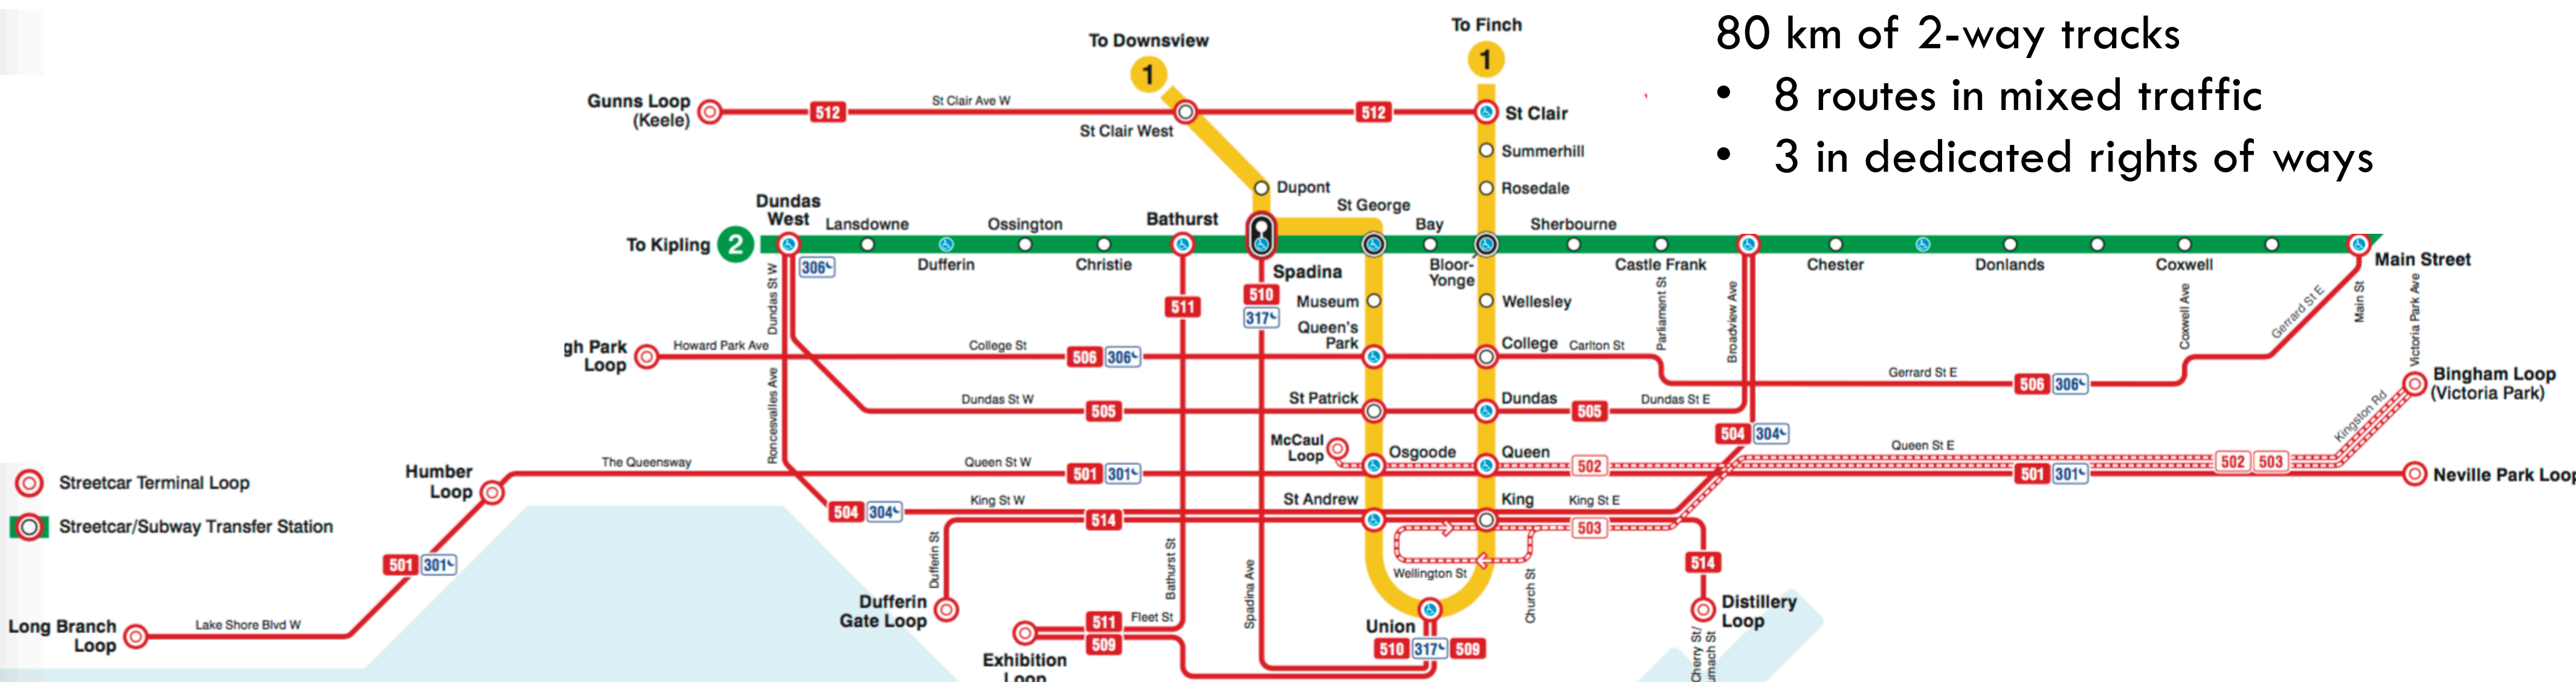 80 km of 2-way tracks
• 8 routes in mixed traffic
• 3 in dedicated rights of ways
To Downsview
1
To Finch
1
Gunns Loop
(Keele)
512
St Clair Ave W
St Clair West
512
St Clair
Summerhill
Rosedale
Dupont
Dundas
West
Lansdowne
Ossington
Bathurst
St George
Bay
Sherbourne
To Kipling
2
306
Dufferin
Christie
Spadina
Bloor-
Yonge
Castle Frank
Chester
Donlands
Coxwell
Main Street
Dundas St W
511
510
317
Museum
Wellesley
Parliament St
Broadview Ave
Coxwell Ave
Gerrard St E
Main St
Victoria Park Ave
gh Park
Loop
Howard Park Ave
College St
506
306
Queen's
Park
College
Carlton St
Gerrard St E
506
306
Bingham Loop
(Victoria Park)
Roncesvalles Ave
Dundas St W
505
St Patrick
Dundas
505
Dundas St E
Kingston Rd
504
304
McCaul
Loop
Osgoode
Queen
502
Queen St E
502
503
Streetcar Terminal Loop
Humber
Loop
The Queensway
Queen St W
501
301
501
301
Neville Park Loop
Streetcar/Subway Transfer Station
504
304
King St W
St Andrew
King
King St E
503
514
501
301
Dufferin St
Bathurst St
Spadina Ave
Wellington St
Church St
514
Long Branch
Loop
Lake Shore Blvd W
Dufferin
Gate Loop
511
Fleet St
509
Exhibition
Loop
Union
510
317
509
Distillery
Loop
Cherry St/
umach St